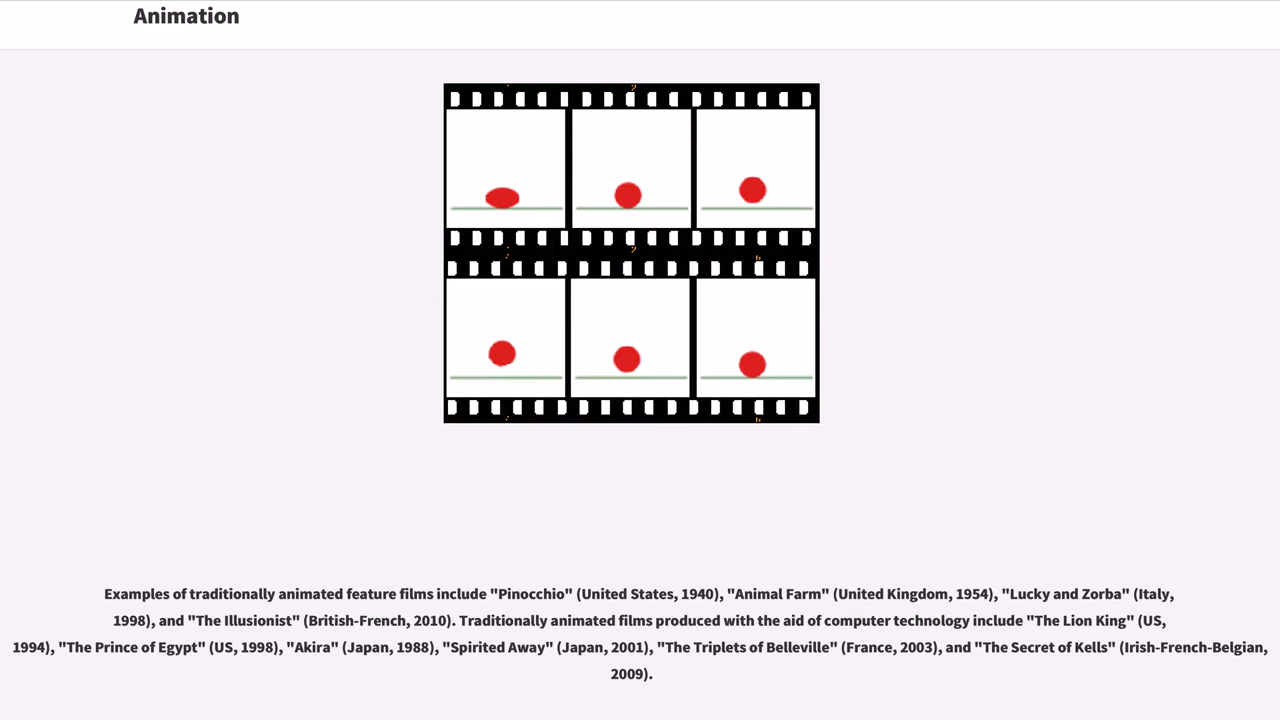 Animation
Examples of traditionally animated feature films include "Pinocchio" (United States, 1940), "Animal Farm" (United Kingdom, 1954), "Lucky and Zorba" (Italy,
1998), and "The Illusionist" (British-French, 2010). Traditionally animated films produced with the aid of computer technology include "The Lion King" (US,
1994), "The Prince of Egypt" (US, 1998), "Akira" (Japan, 1988), "Spirited Away" (Japan, 2001), "The Triplets of Belleville" (France, 2003), and "The Secret of Kells" (Irish-French-Belgian,
2009).